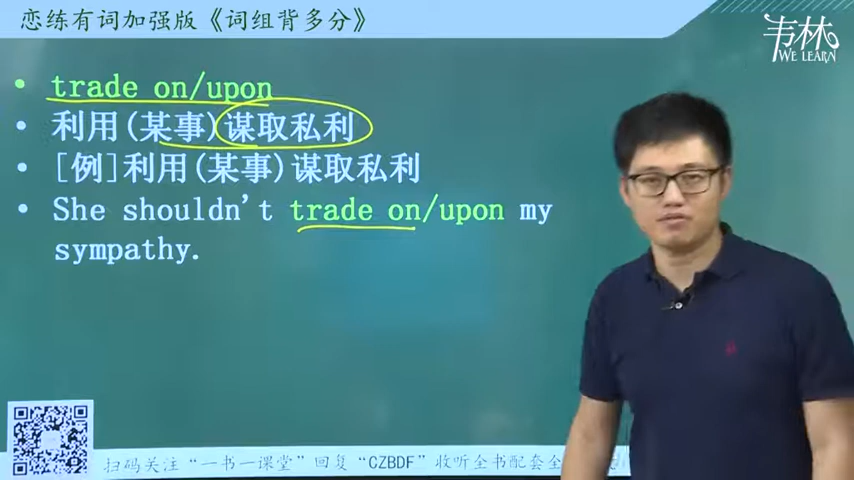 恋练有词加强版《词组背多分》
韦林
WE LEARN
• trade on/upon
• 利用(某事)谋取私利
• [例]利用(某事)谋取私利
• She shouldn't trade on/upon my
sympathy.
扫码关注“一书一课堂”回复“CZBDF”收听全书配套全